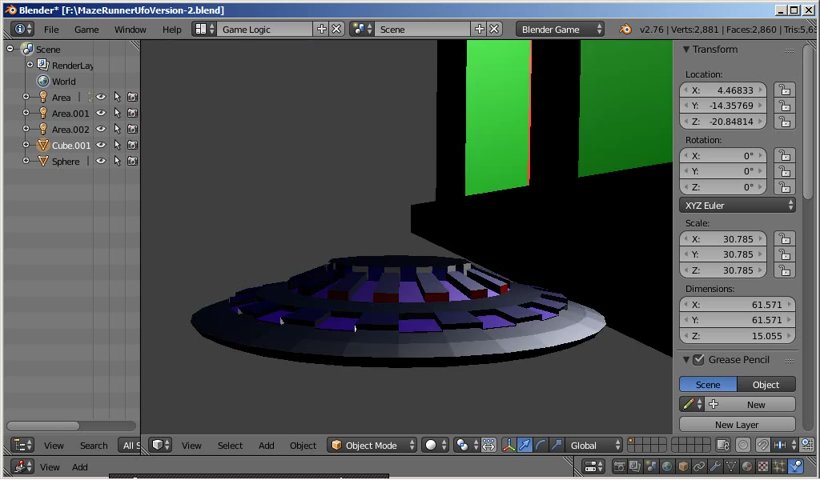 Blender* [F:\MazeRunnerUfoVersion-2.blend]
File Game Window Help Game Logic Scene Blender Game v2.76 | Verts:2,881 | Faces:2,860 | Tris:5,6
Scene
RenderLay
World
Area
Area.001
Area.002
Cube.001
Sphere
Transform
Location:
X: 4.46833
Y: -14.35769
Z: -20.84814
Rotation:
X: 0°
Y: 0°
Z: 0°
XYZ Euler
Scale:
X: 30.785
Y: 30.785
Z: 30.785
Dimensions:
X: 61.571
Y: 61.571
Z: 15.055
Grease Pencil
Scene Object
New
New Layer
View Search All S View Select Add Object Object Mode Global
View Add